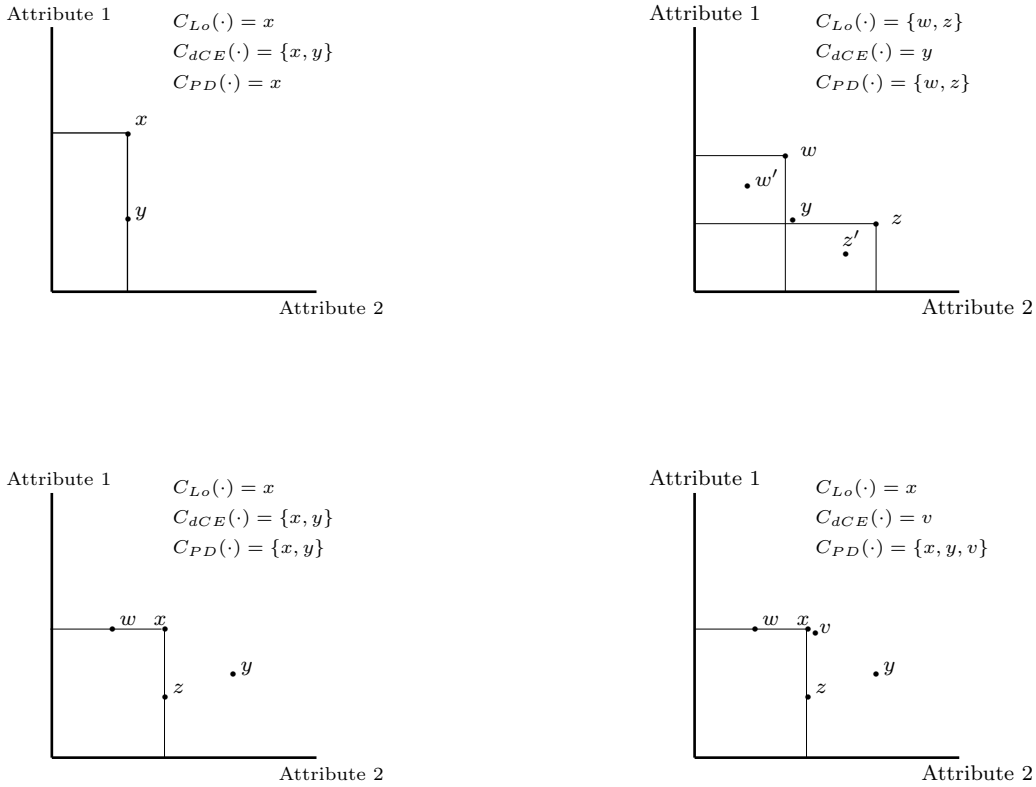 Attribute 1
C_{Lo}(·) = x
C_{dCE}(·) = {x, y}
C_{PD}(·) = x
x
y
Attribute 2
Attribute 1
C_{Lo}(·) = {w, z}
C_{dCE}(·) = y
C_{PD}(·) = {w, z}
w
w′
y
z
z′
Attribute 2
Attribute 1
C_{Lo}(·) = x
C_{dCE}(·) = {x, y}
C_{PD}(·) = {x, y}
w x
y
z
Attribute 2
Attribute 1
C_{Lo}(·) = x
C_{dCE}(·) = v
C_{PD}(·) = {x, y, v}
w x
v
y
z
Attribute 2